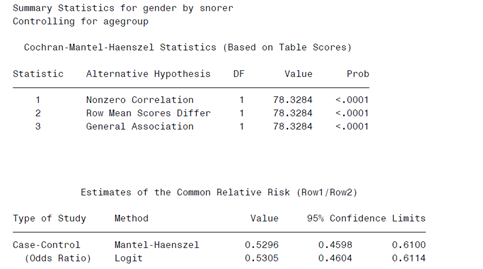 Summary Statistics for gender by snorer
Controlling for agegroup
Cochran-Mantel-Haenszel Statistics (Based on Table Scores)
Statistic Alternative Hypothesis DF Value Prob
1 Nonzero Correlation 1 78.3284 <.0001
2 Row Mean Scores Differ 1 78.3284 <.0001
3 General Association 1 78.3284 <.0001
Estimates of the Common Relative Risk (Row1/Row2)
Type of Study Method Value 95% Confidence Limits
Case-Control Mantel-Haenszel 0.5296 0.4598 0.6100
(Odds Ratio) Logit 0.5305 0.4604 0.6114